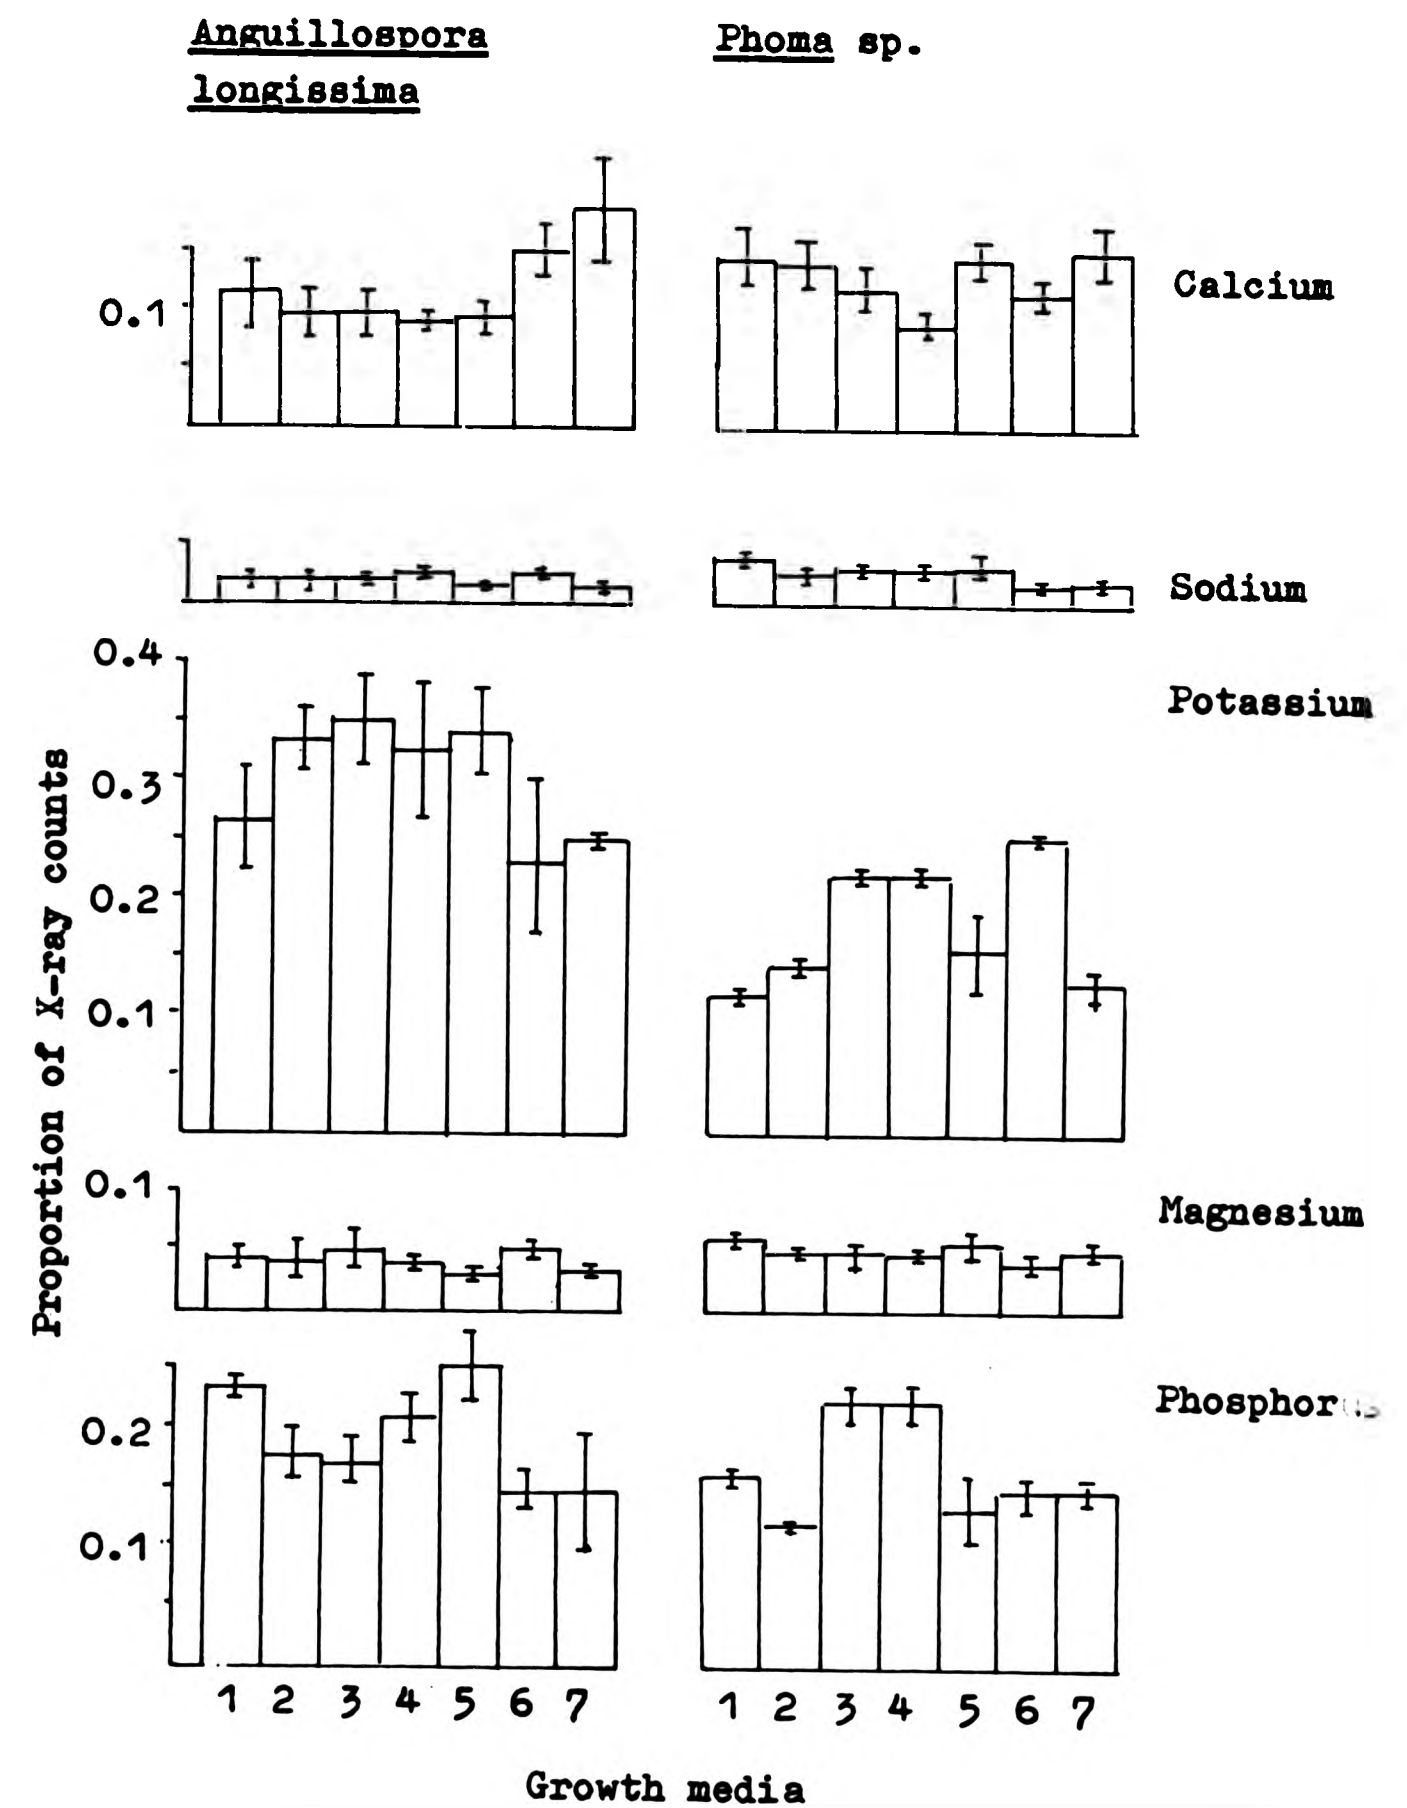 Anguillospora
longissima
Phoma sp.
0.1
Calcium
Sodium
0.4
0.3
0.2
0.1
Potassium
Proportion of X-ray counts
0.1
Magnesium
0.2
0.1
Phosphorus
1 2 3 4 5 6 7
1 2 3 4 5 6 7
Growth media